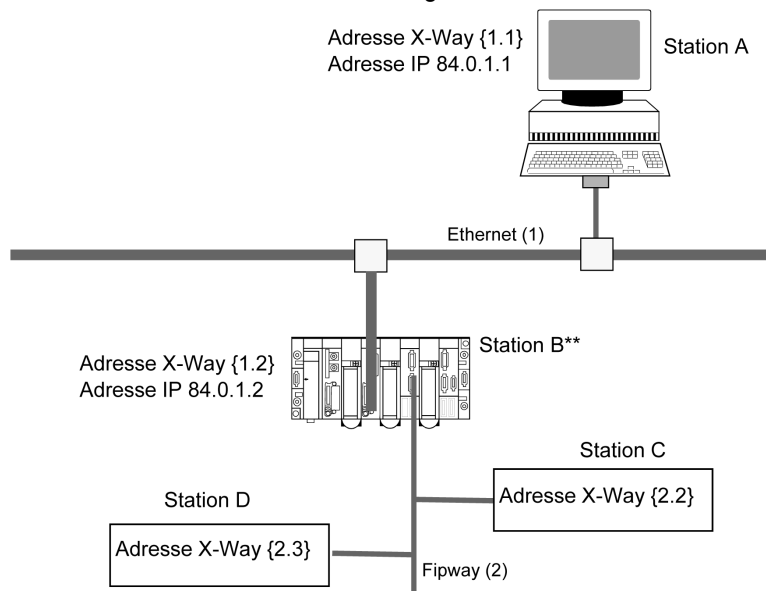 Adresse X-Way {1.1}
Adresse IP 84.0.1.1
Station A
Ethernet (1)
Station B**
Adresse X-Way {1.2}
Adresse IP 84.0.1.2
Station C
Adresse X-Way {2.2}
Station D
Adresse X-Way {2.3}
Fipway (2)